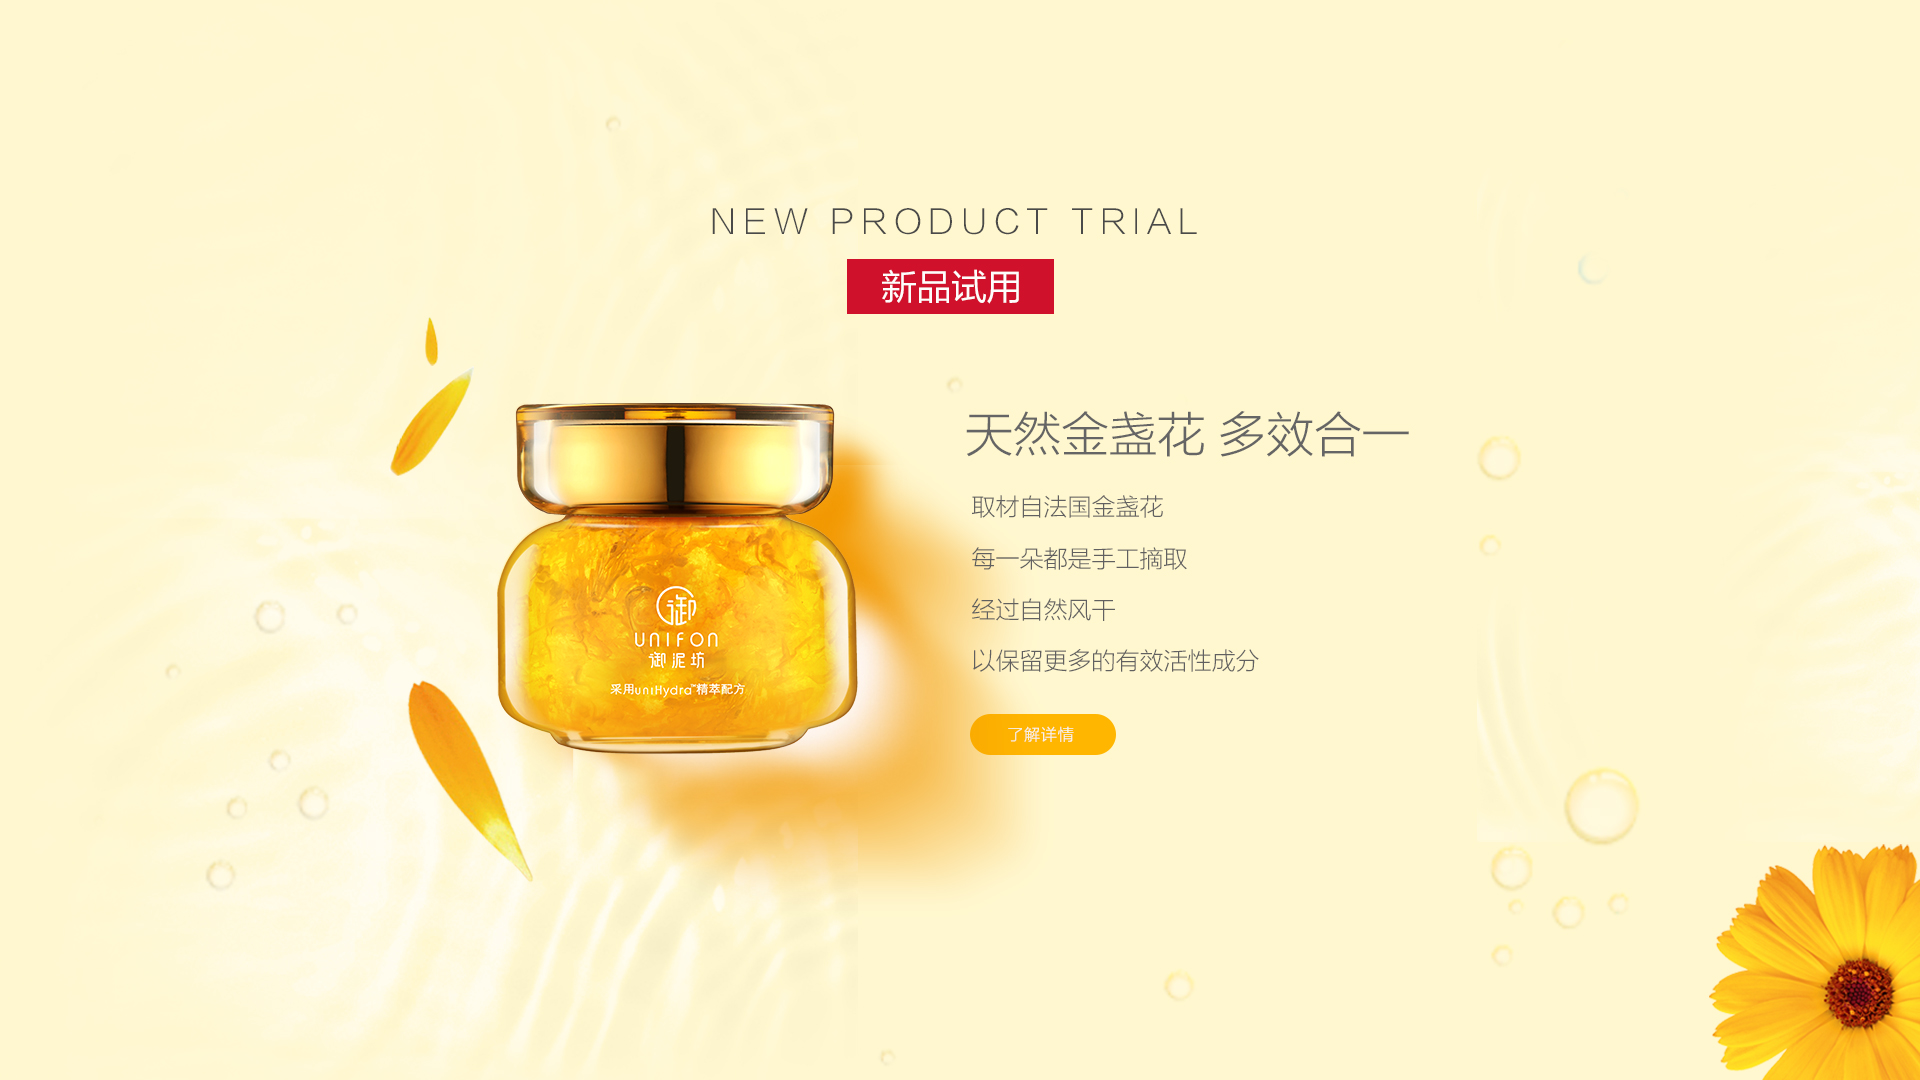 NEW PRODUCT TRIAL
新品试用
天然金盏花 多效合一
取材自法国金盏花
每一朵都是手工摘取
经过自然风干
以保留更多的有效活性成分
了解详情
御
UNIFON
御泥坊
采用uniHydra™精萃配方